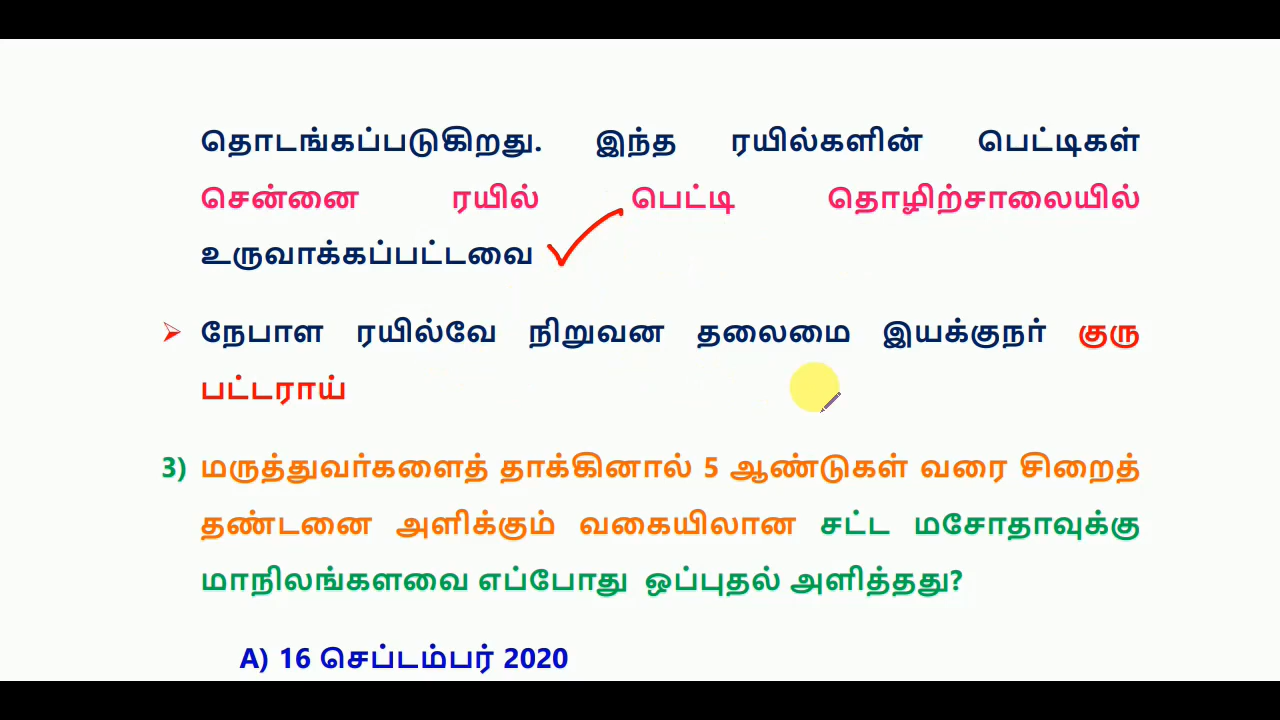 தொடங்கப்படுகிறது. இந்த ரயில்களின் பெட்டிகள்
சென்னை ரயில் பெட்டி தொழிற்சாலையில்
உருவாக்கப்பட்டவை
நேபாள ரயில்வே நிறுவன தலைமை இயக்குநர் குரு
பட்டராய்
3) மருத்துவர்களைத் தாக்கினால் 5 ஆண்டுகள் வரை சிறைத்
தண்டனை அளிக்கும் வகையிலான சட்ட மசோதாவுக்கு
மாநிலங்களவை எப்போது ஒப்புதல் அளித்தது?
A) 16 செப்டம்பர் 2020